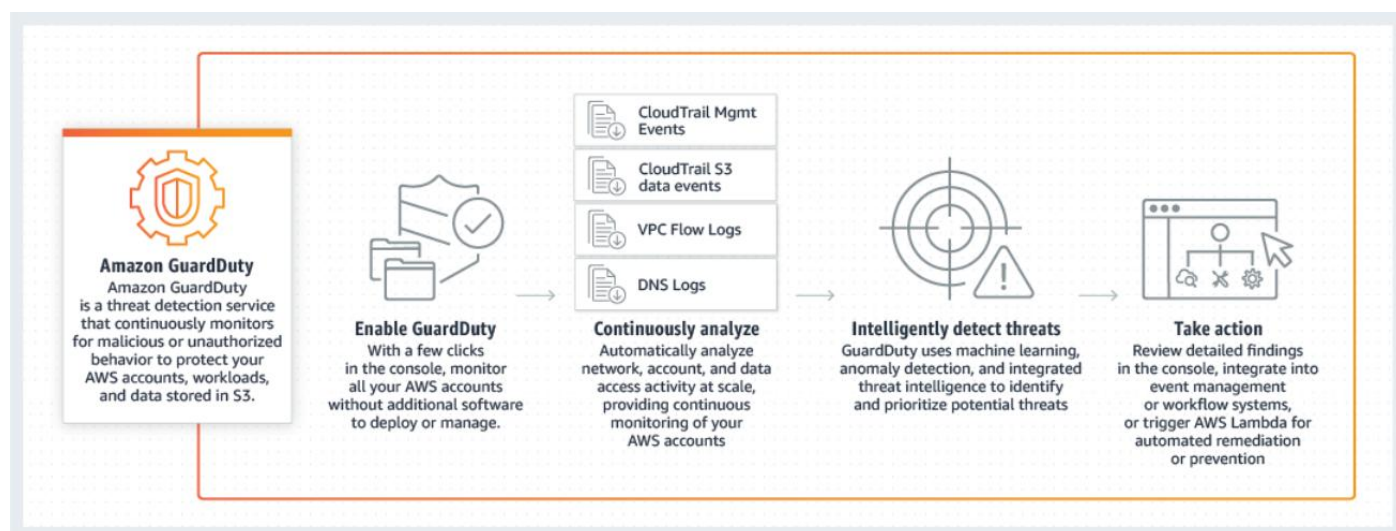 Amazon GuardDuty
Amazon GuardDuty
is a threat detection service
that continuously monitors
for malicious or unauthorized
behavior to protect your
AWS accounts, workloads,
and data stored in S3.
Enable GuardDuty
With a few clicks
in the console, monitor
all your AWS accounts
without additional software
to deploy or manage.
CloudTrail Mgmt
Events
CloudTrail S3
data events
VPC Flow Logs
DNS Logs
Continuously analyze
Automatically analyze
network, account, and data
access activity at scale,
providing continuous
monitoring of your
AWS accounts
Intelligently detect threats
GuardDuty uses machine learning,
anomaly detection, and integrated
threat intelligence to identify
and prioritize potential threats
Take action
Review detailed findings
in the console, integrate into
event management
or workflow systems,
or trigger AWS Lambda for
automated remediation
or prevention